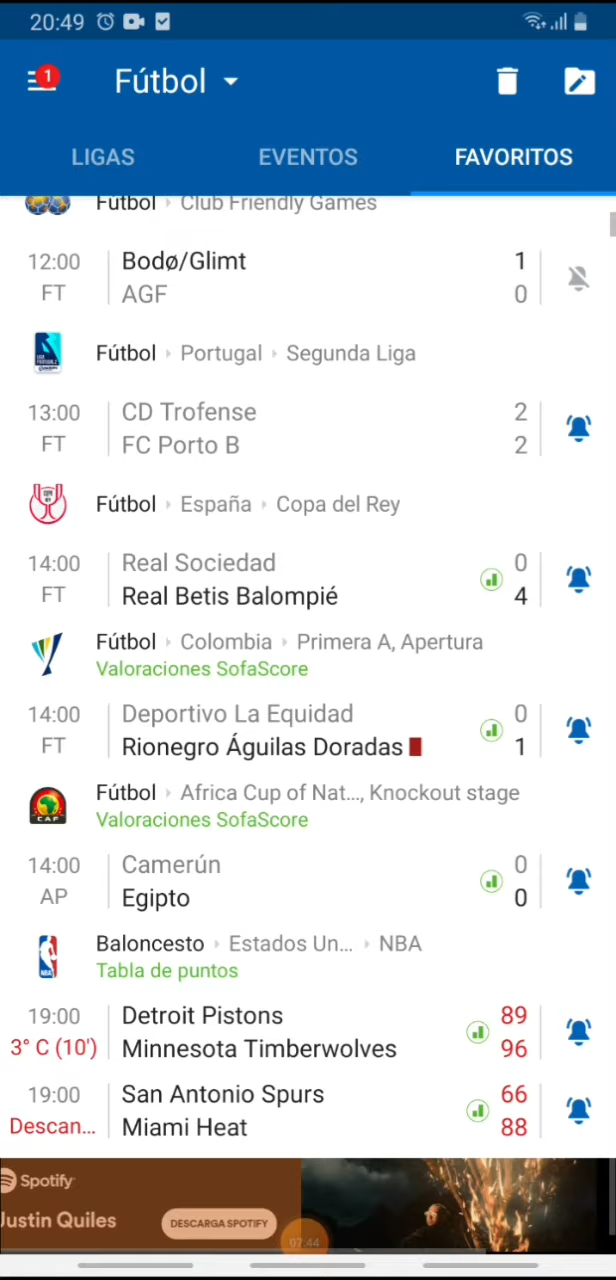 20:49
1
Fútbol
LIGAS EVENTOS FAVORITOS
Fútbol Club Friendly Games
12:00 Bodø/Glimt 1
FT AGF 0
Fútbol Portugal Segunda Liga
13:00 CD Trofense 2
FT FC Porto B 2
Fútbol España Copa del Rey
14:00 Real Sociedad 0
FT Real Betis Balompié 4
Fútbol Colombia Primera A, Apertura
Valoraciones SofaScore
14:00 Deportivo La Equidad 0
FT Rionegro Águilas Doradas 1
Fútbol Africa Cup of Nat..., Knockout stage
Valoraciones SofaScore
14:00 Camerún 0
AP Egipto 0
Baloncesto Estados Un... NBA
Tabla de puntos
19:00 Detroit Pistons 89
3° C (10') Minnesota Timberwolves 96
19:00 San Antonio Spurs 66
Descan... Miami Heat 88
Spotify
Justin Quiles DESCARGA SPOTIFY
07:44